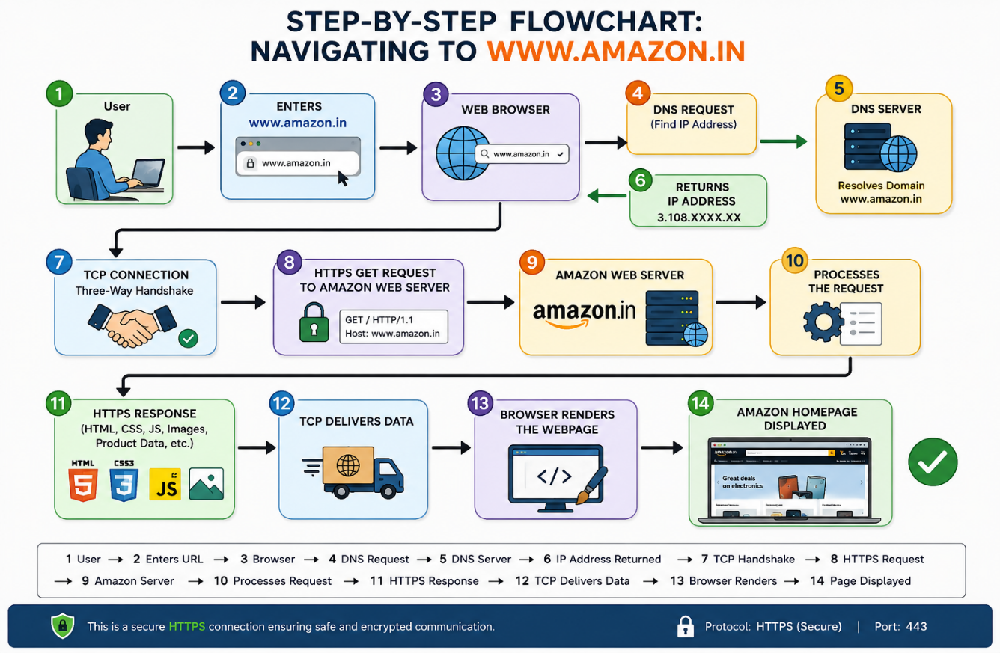 STEP-BY-STEP FLOWCHART:
NAVIGATING TO WWW.AMAZON.IN
1
User
2
ENTERS
www.amazon.in
www.amazon.in
3
WEB BROWSER
www.amazon.in
4
DNS REQUEST
(Find IP Address)
5
DNS SERVER
Resolves Domain
www.amazon.in
6
RETURNS
IP ADDRESS
3.108.XXXX.XX
7
TCP CONNECTION
Three-Way Handshake
8
HTTPS GET REQUEST
TO AMAZON WEB SERVER
GET / HTTP/1.1
Host: www.amazon.in
9
AMAZON WEB SERVER
amazon.in
10
PROCESSES
THE REQUEST
11
HTTPS RESPONSE
(HTML, CSS, JS, Images,
Product Data, etc.)
HTML
5
CSS3
3
JS
12
TCP DELIVERS DATA
13
BROWSER RENDERS
THE WEBPAGE
</>
14
AMAZON HOMEPAGE
DISPLAYED
amazon.in
Great deals
on electronics
1 User → 2 Enters URL → 3 Browser → 4 DNS Request → 5 DNS Server → 6 IP Address Returned → 7 TCP Handshake → 8 HTTPS Request
→ 9 Amazon Server → 10 Processes Request → 11 HTTPS Response → 12 TCP Delivers Data → 13 Browser Renders → 14 Page Displayed
This is a secure HTTPS connection ensuring safe and encrypted communication.
Protocol: HTTPS (Secure) | Port: 443